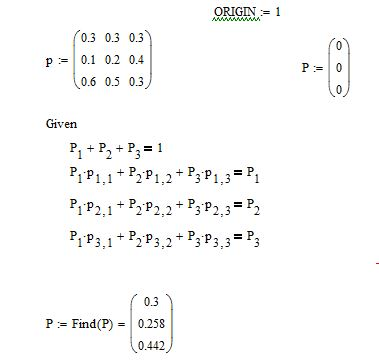 ORIGIN := 1
p := (0.3 0.3 0.3
0.1 0.2 0.4
0.6 0.5 0.3)
P := (0
0
0)
Given
P1 + P2 + P3 = 1
P1·p1,1 + P2·p1,2 + P3·p1,3 = P1
P1·p2,1 + P2·p2,2 + P3·p2,3 = P2
P1·p3,1 + P2·p3,2 + P3·p3,3 = P3
P := Find(P) = (0.3
0.258
0.442)